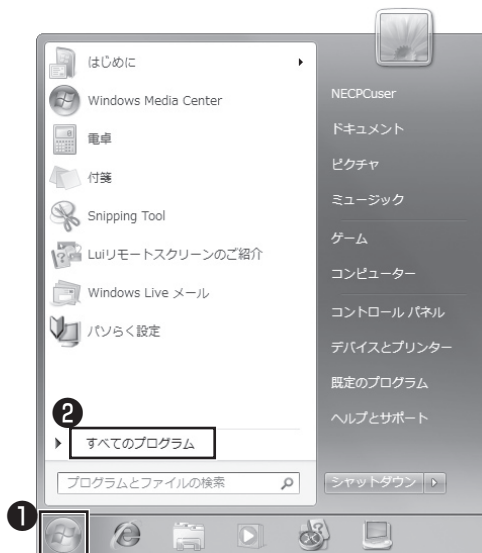 はじめに
Windows Media Center
電卓
付箋
Snipping Tool
Luiリモートスクリーンのご紹介
Windows Live メール
パソらく設定
❷
すべてのプログラム
プログラムとファイルの検索
❶
NECPCuser
ドキュメント
ピクチャ
ミュージック
ゲーム
コンピューター
コントロール パネル
デバイスとプリンター
既定のプログラム
ヘルプとサポート
シャットダウン